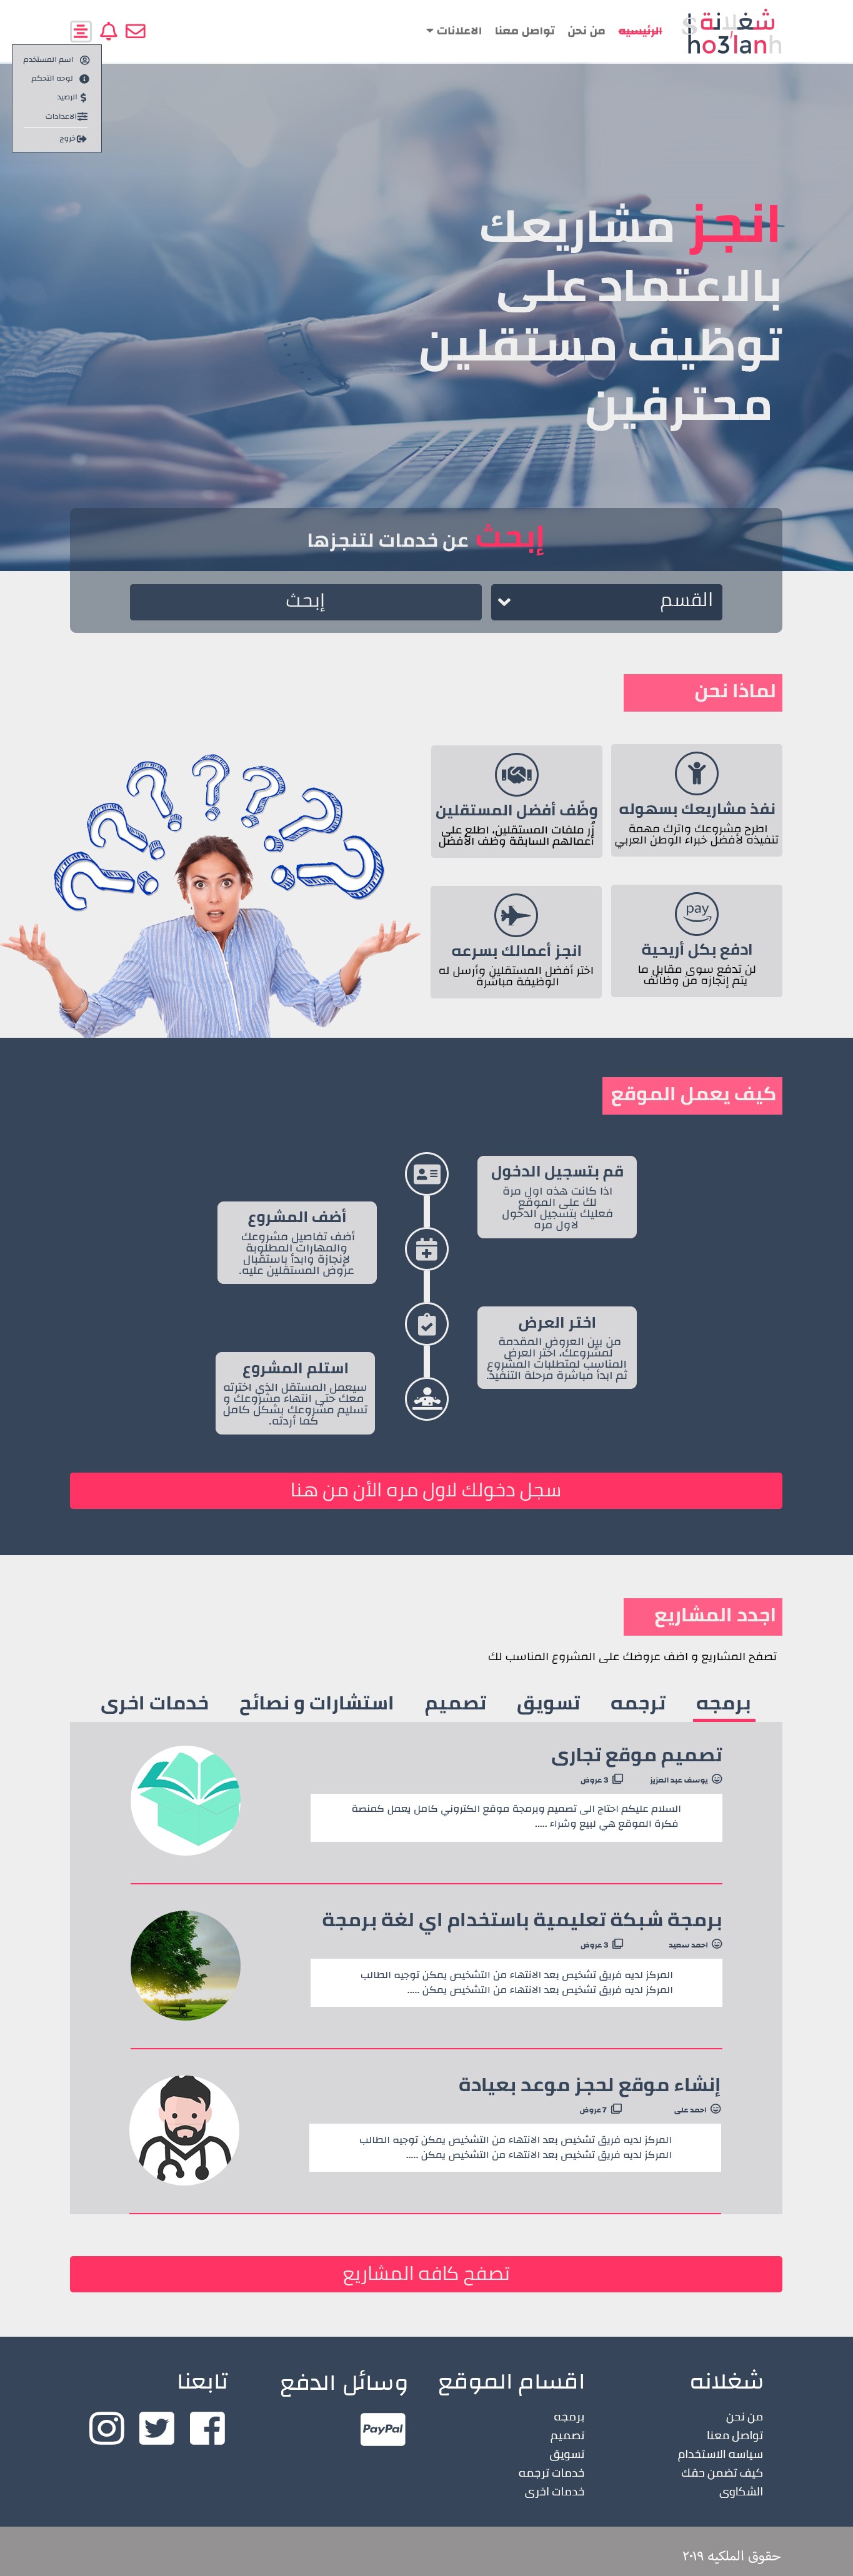 شغلانة
ho3lanh
الرئيسيه
من نحن
تواصل معنا
الاعلانات
اسم المستخدم
لوحه التحكم
الرصيد
الاعدادات
خروج
انجز مشاريعك
بالاعتماد على
توظيف مستقلين
محترفين
إبحث عن خدمات لتنجزها
القسم
إبحث
لماذا نحن
نفذ مشاريعك بسهوله
اطرح مشروعك واترك مهمة
تنفيذه لأفضل خبراء الوطن العربي
وظّف أفضل المستقلين
زُر ملفات المستقلين، اطلع على
أعمالهم السابقة وظف الأفضل
pay
ادفع بكل أريحية
لن تدفع سوى مقابل ما
يتم إنجازه من وظائف
انجز أعمالك بسرعه
اختر أفضل المستقلين وأرسل له
الوظيفة مباشرة
كيف يعمل الموقع
قم بتسجيل الدخول
اذا كانت هذه اول مرة
لك على الموقع
فعليك بتسجيل الدخول
لاول مره
أضف المشروع
أضف تفاصيل مشروعك
والمهارات المطلوبة
لإنجازة وابدأ باستقبال
عروض المستقلين عليه.
اختر العرض
من بين العروض المقدمة
لمشروعك، اختر العرض
المناسب لمتطلبات المشروع
ثم ابدأ مباشرة مرحلة التنفيذ.
استلم المشروع
سيعمل المستقل الذي اخترته
معك حتى انتهاء مشروعك و
تسليم مشروعك بشكل كامل
كما أردته.
سجل دخولك لاول مره الأن من هنا
اجدد المشاريع
تصفح المشاريع و اضف عروضك على المشروع المناسب لك
برمجه
ترجمه
تسويق
تصميم
استشارات و نصائح
خدمات اخرى
تصميم موقع تجارى
يوسف عبد العزيز
3 عروض
السلام عليكم احتاج الى تصميم وبرمجة موقع الكتروني كامل يعمل كمنصة
فكرة الموقع هي لبيع وشراء .....
برمجة شبكة تعليمية باستخدام اي لغة برمجة
احمد سعيد
3 عروض
المركز لديه فريق تشخيص بعد الانتهاء من التشخيص يمكن توجيه الطالب
المركز لديه فريق تشخيص بعد الانتهاء من التشخيص يمكن .....
إنشاء موقع لحجز موعد بعيادة
احمد على
7 عروض
المركز لديه فريق تشخيص بعد الانتهاء من التشخيص يمكن توجيه الطالب
المركز لديه فريق تشخيص بعد الانتهاء من التشخيص يمكن .....
تصفح كافه المشاريع
شغلانه
من نحن
تواصل معنا
سياسه الاستخدام
كيف تضمن حقك
الشكاوى
اقسام الموقع
برمجه
تصميم
تسويق
خدمات ترجمه
خدمات اخرى
وسائل الدفع
PayPal
تابعنا
حقوق الملكيه ٢٠١٩